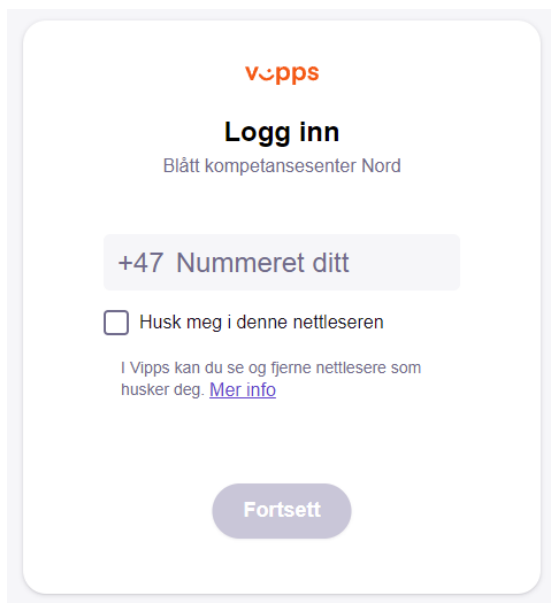 vipps
Logg inn
Blått kompetansesenter Nord
+47 Nummeret ditt
Husk meg i denne nettleseren
I Vipps kan du se og fjerne nettlesere som
husker deg. Mer info
Fortsett